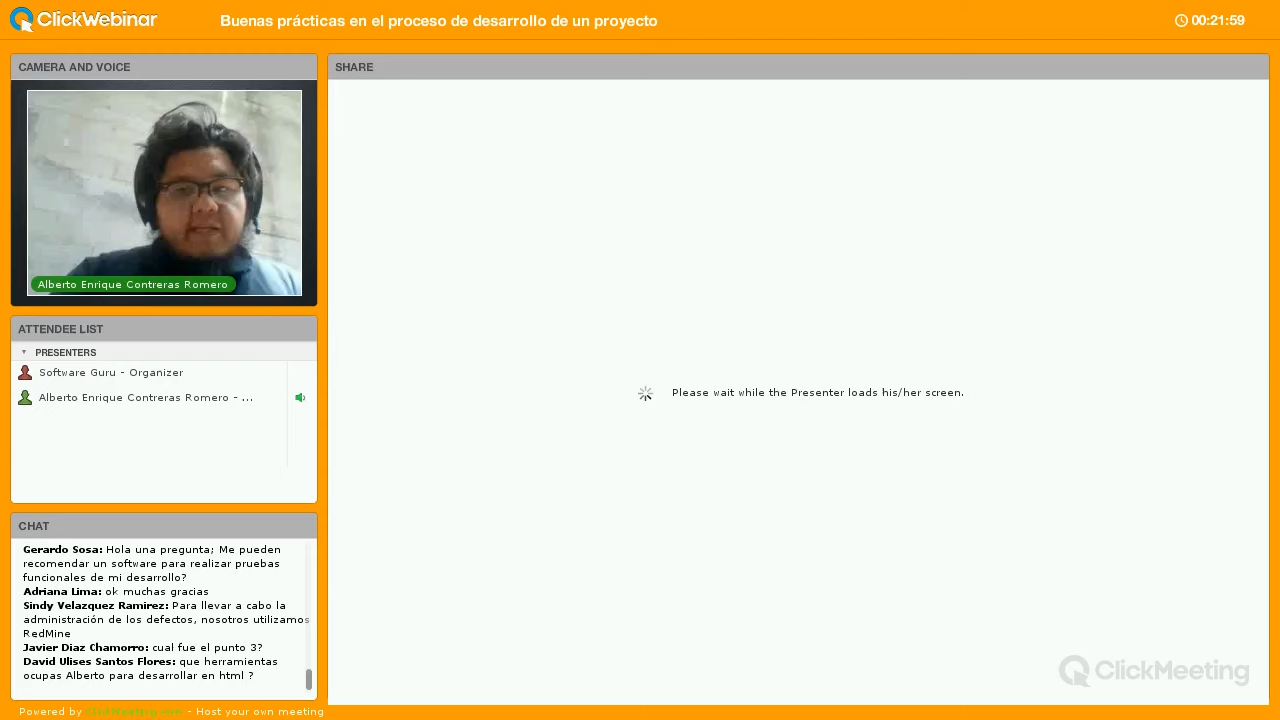 ClickWebinar
Buenas prácticas en el proceso de desarrollo de un proyecto
00:21:59
CAMERA AND VOICE
Alberto Enrique Contreras Romero
ATTENDEE LIST
PRESENTERS
Software Guru - Organizer
Alberto Enrique Contreras Romero - ...
CHAT
Gerardo Sosa: Hola una pregunta; Me pueden
recomendar un software para realizar pruebas
funcionales de mi desarrollo?
Adriana Lima: ok muchas gracias
Sindy Velazquez Ramirez: Para llevar a cabo la
administración de los defectos, nosotros utilizamos
RedMine
Javier Diaz Chamorro: cual fue el punto 3?
David Ulises Santos Flores: que herramientas
ocupas Alberto para desarrollar en html ?
SHARE
Please wait while the Presenter loads his/her screen.
ClickMeeting
Powered by ClickMeeting.com - Host your own meeting